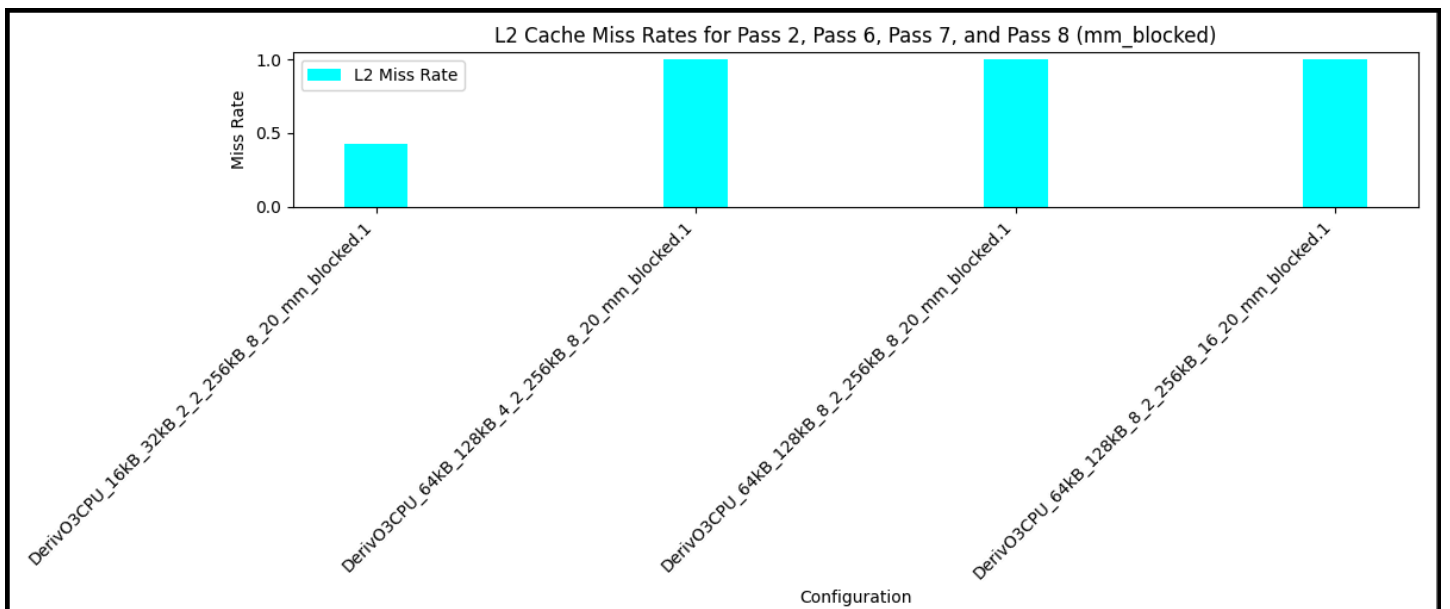 L2 Cache Miss Rates for Pass 2, Pass 6, Pass 7, and Pass 8 (mm_blocked)
1.0
L2 Miss Rate
Miss Rate
0.5
0.0
DerivO3CPU_16kB_32kB_2_2_256kB_8_20_mm_blocked.1
DerivO3CPU_64kB_128kB_4_2_256kB_8_20_mm_blocked.1
DerivO3CPU_64kB_128kB_8_2_256kB_8_20_mm_blocked.1
DerivO3CPU_64kB_128kB_8_2_256kB_16_20_mm_blocked.1
Configuration